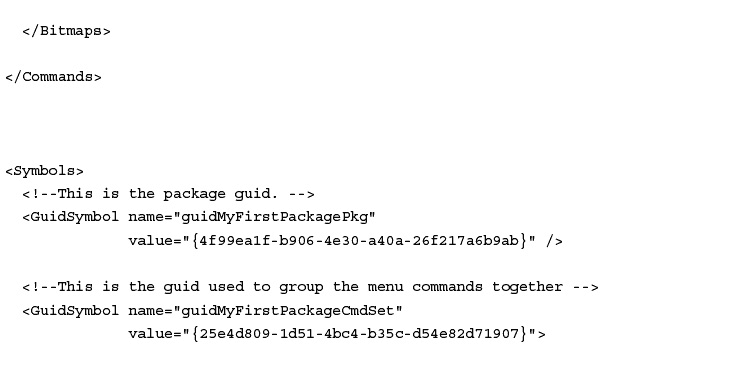 </Bitmaps>
</Commands>
<Symbols>
<!--This is the package guid. -->
<GuidSymbol name="guidMyFirstPackagePkg"
value="{4f99ea1f-b906-4e30-a40a-26f217a6b9ab}" />
<!--This is the guid used to group the menu commands together -->
<GuidSymbol name="guidMyFirstPackageCmdSet"
value="{25e4d809-1d51-4bc4-b35c-d54e82d71907}">